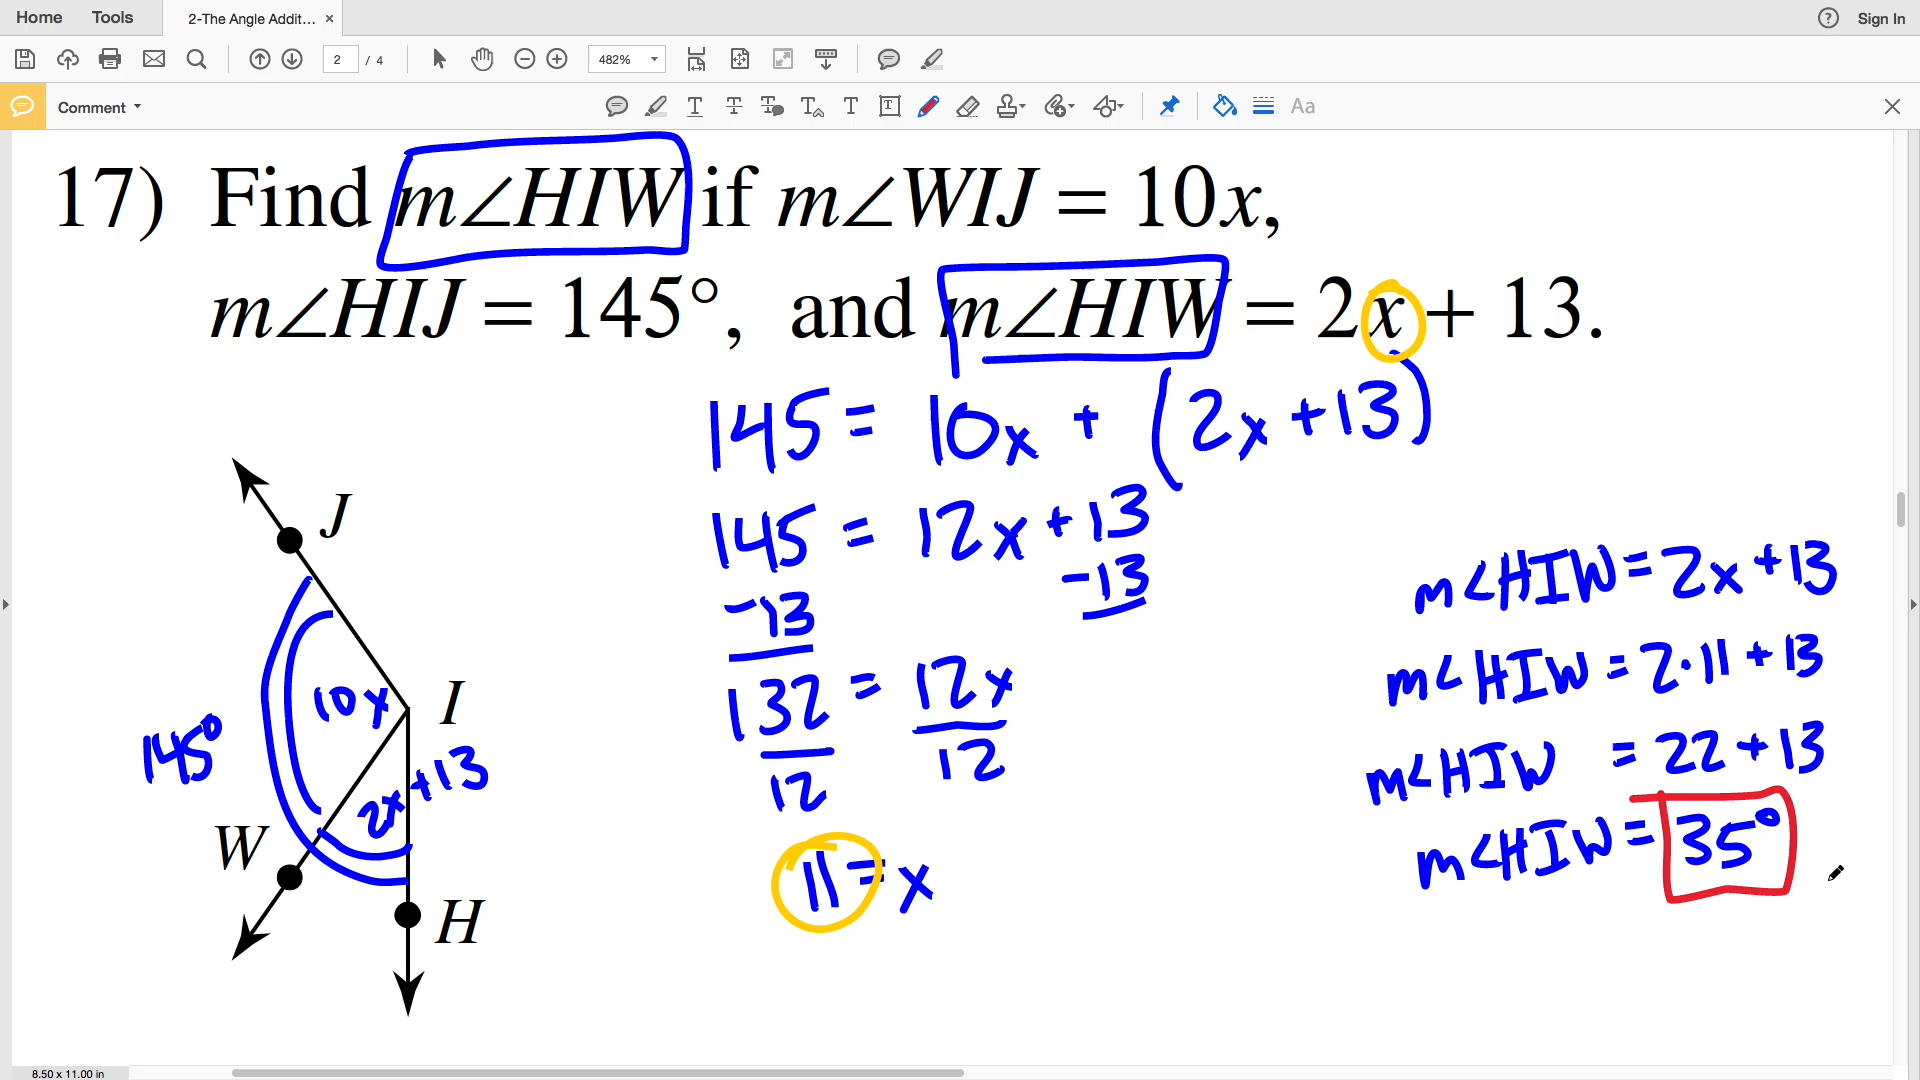 Home Tools 2-The Angle Addit... × ? Sign In
2 / 4 482%
Comment Aa
17) Find m∠HIW if m∠WIJ = 10x,
m∠HIJ = 145°, and m∠HIW = 2x + 13.
145 = 10x + (2x + 13)
145 = 12x + 13
-13 -13
132 = 12x
12 12
11 = x
m∠HIW = 2x + 13
m∠HIW = 2·11 + 13
m∠HIW = 22 + 13
m∠HIW = 35°
J
10x I
145°
2x + 13
W
H
8.50 x 11.00 in